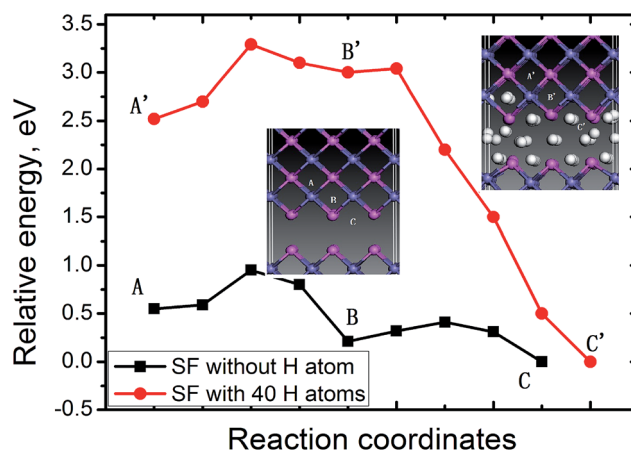 3.5
3.0
2.5
2.0
1.5
1.0
0.5
0.0
-0.5
Relative energy, eV
Reaction coordinates
A'
B'
C'
A
B
C
A'
B'
C'
A
B
C
SF without H atom
SF with 40 H atoms